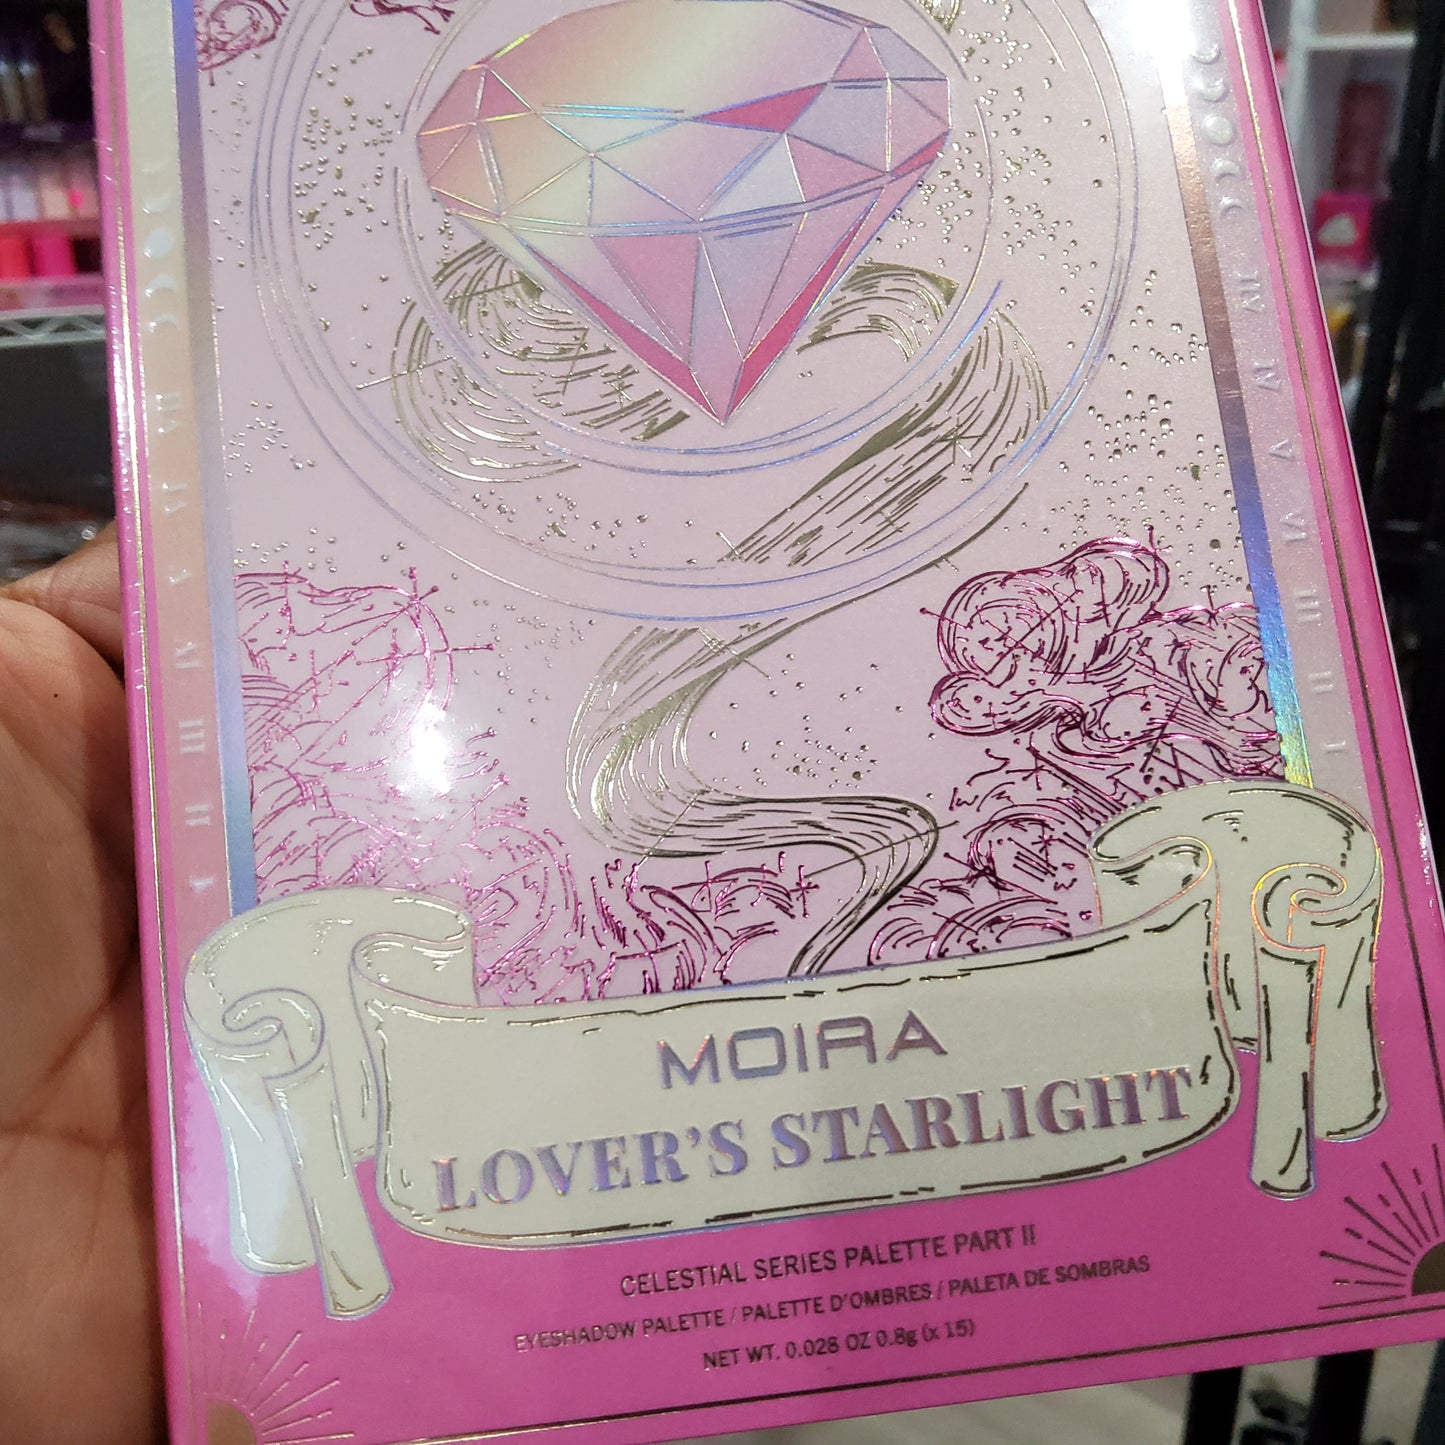 MOIRA
LOVER'S STARLIGHT
CELESTIAL SERIES PALETTE PART II
EYESHADOW PALETTE / PALETTE D'OMBRES / PALETA DE SOMBRAS
NET WT. 0.028 OZ 0.8g (x 15)